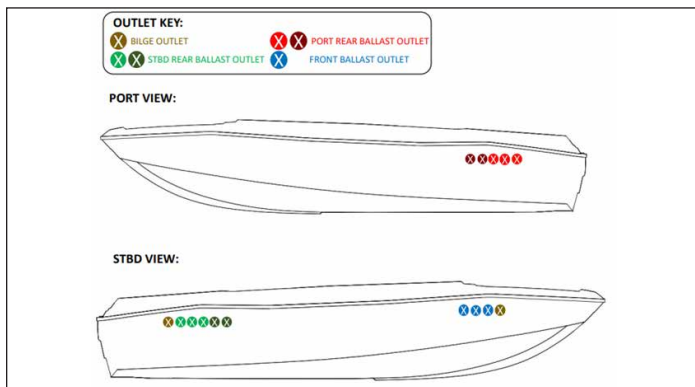 OUTLET KEY:
X BILGE OUTLET X X PORT REAR BALLAST OUTLET
X X STBD REAR BALLAST OUTLET X FRONT BALLAST OUTLET
PORT VIEW:
X X X X X
STBD VIEW:
X X X X
X X X X X X